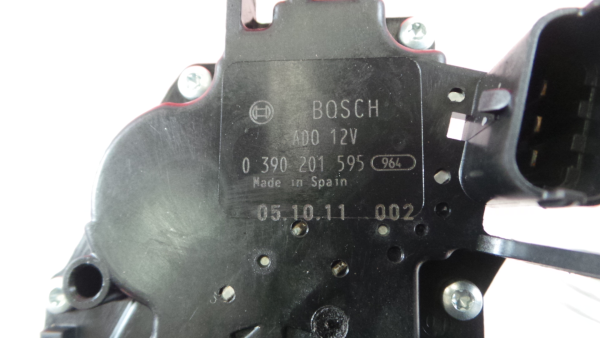 BOSCH
ADO 12V
0 390 201 595 964
Made in Spain
05.10.11 002